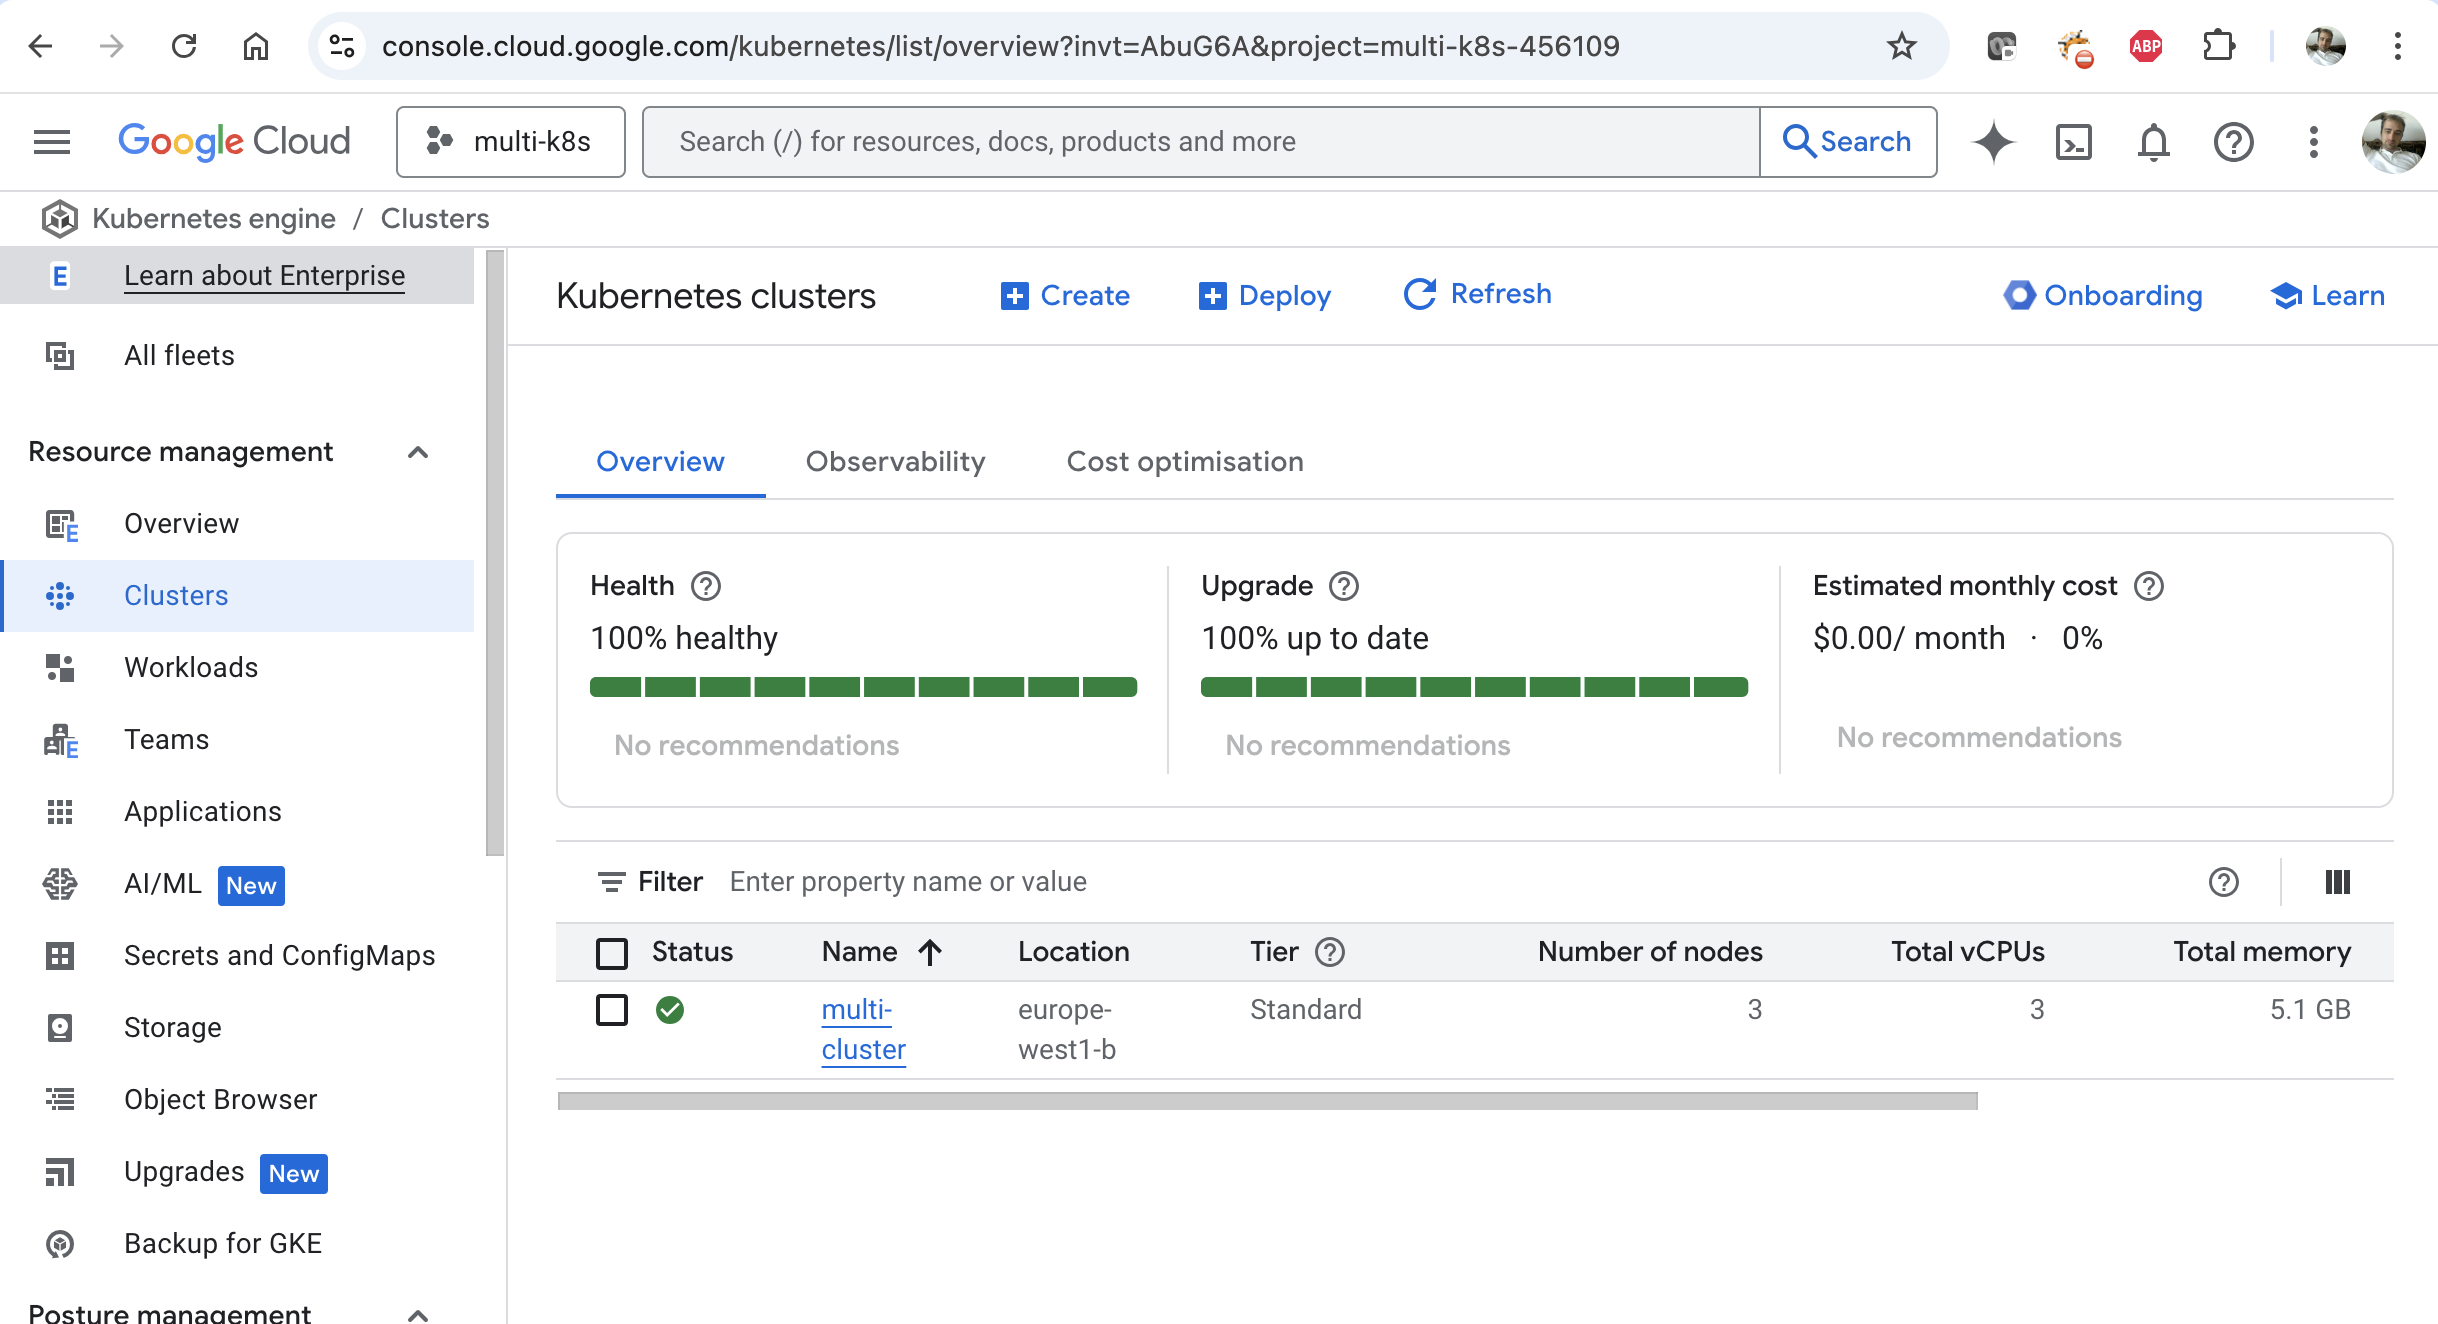 console.cloud.google.com/kubernetes/list/overview?invt=AbuG6A&project=multi-k8s-456109
ABP
Google Cloud
multi-k8s
Search (/) for resources, docs, products and more
Search
Kubernetes engine / Clusters
E Learn about Enterprise
All fleets
Resource management
E Overview
Clusters
Workloads
E Teams
Applications
AI/ML New
Secrets and ConfigMaps
Storage
Object Browser
Upgrades New
Backup for GKE
Posture management
Kubernetes clusters
Create
Deploy
Refresh
Onboarding
Learn
Overview
Observability
Cost optimisation
Health
100% healthy
No recommendations
Upgrade
100% up to date
No recommendations
Estimated monthly cost
$0.00/ month · 0%
No recommendations
Filter Enter property name or value
Status Name Location Tier Number of nodes Total vCPUs Total memory
multi- europe- Standard 3 3 5.1 GB
cluster west1-b